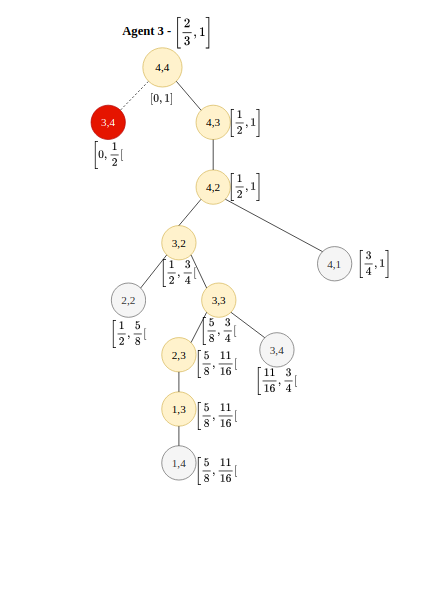 Agent 3 - [2/3, 1]
4,4
[0, 1]
3,4
[0, 1/2[
4,3 [1/2, 1]
4,2 [1/2, 1]
3,2
[1/2, 3/4[
4,1 [3/4, 1]
2,2
[1/2, 5/8[
3,3
[5/8, 3/4[
2,3 [5/8, 11/16[
3,4
[11/16, 3/4[
1,3 [5/8, 11/16[
1,4 [5/8, 11/16[